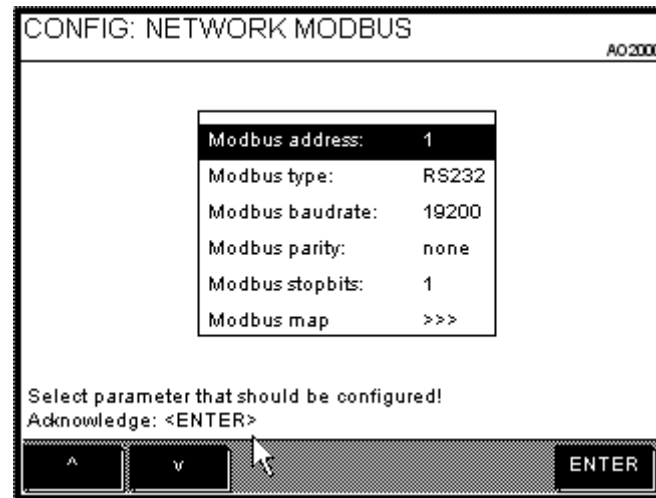 CONFIG: NETWORK MODBUS
AO2000
Modbus address: 1
Modbus type: RS232
Modbus baudrate: 19200
Modbus parity: none
Modbus stopbits: 1
Modbus map >>>
Select parameter that should be configured!
Acknowledge: <ENTER>
^ v ENTER